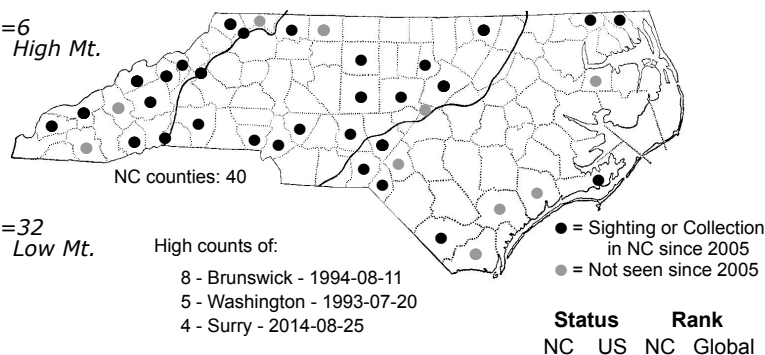 =6
High Mt.
NC counties: 40
=32
Low Mt.
High counts of:
8 - Brunswick - 1994-08-11
5 - Washington - 1993-07-20
4 - Surry - 2014-08-25
= Sighting or Collection
in NC since 2005
= Not seen since 2005
Status Rank
NC US NC Global